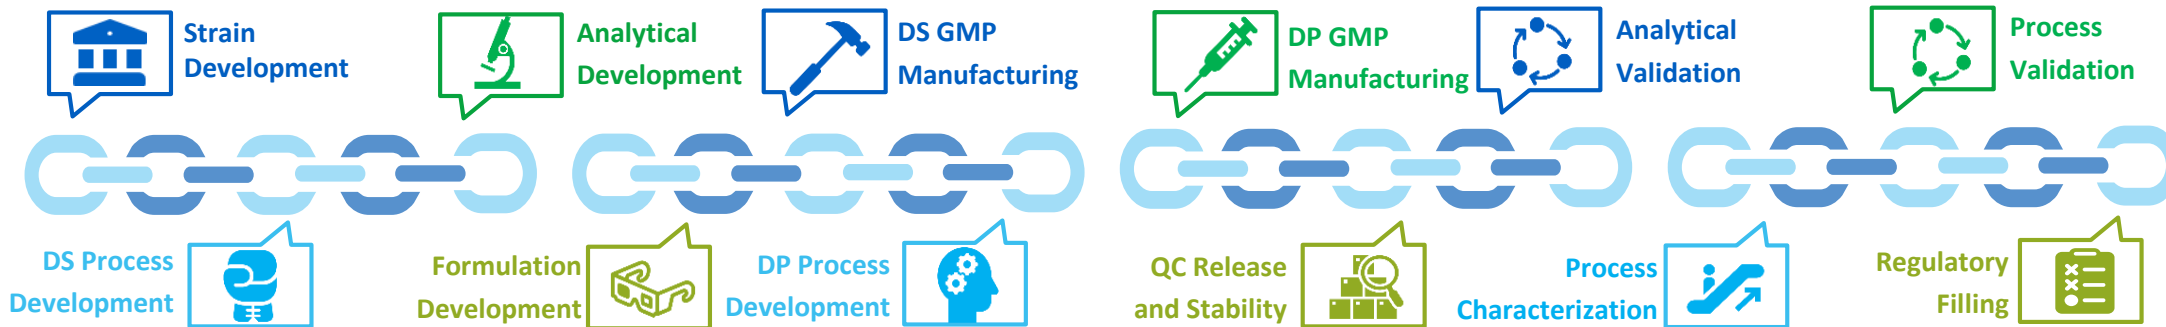 Strain
Development
Analytical
Development
DS GMP
Manufacturing
DP GMP
Manufacturing
Analytical
Validation
Process
Validation
DS Process
Development
Formulation
Development
DP Process
Development
QC Release
and Stability
Process
Characterization
Regulatory
Filling